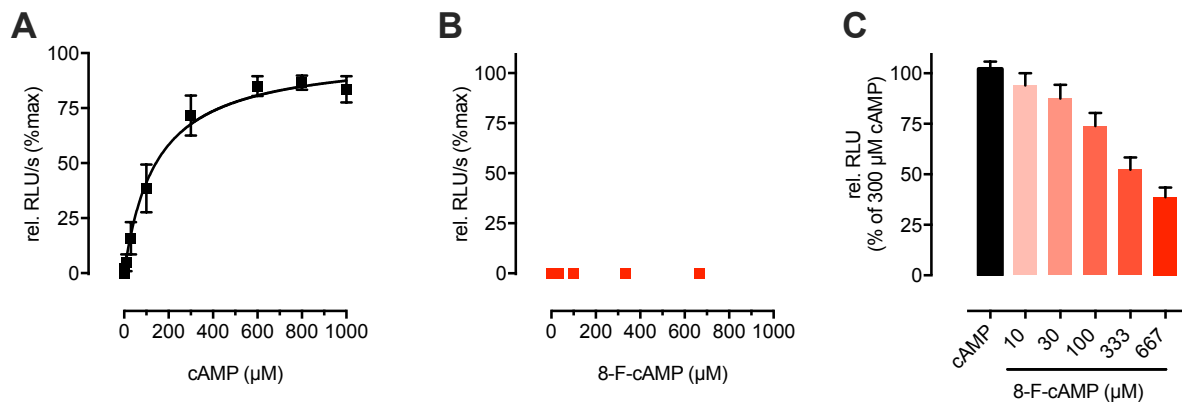 A
rel. RLU/s (%max)
100
75
50
25
0
0 200 400 600 800 1000
cAMP (µM)
B
rel. RLU/s (%max)
100
75
50
25
0
0 200 400 600 800 1000
8-F-cAMP (µM)
C
rel. RLU
(% of 300 µM cAMP)
100
75
50
25
0
cAMP 10 30 100 333 667
8-F-cAMP (µM)